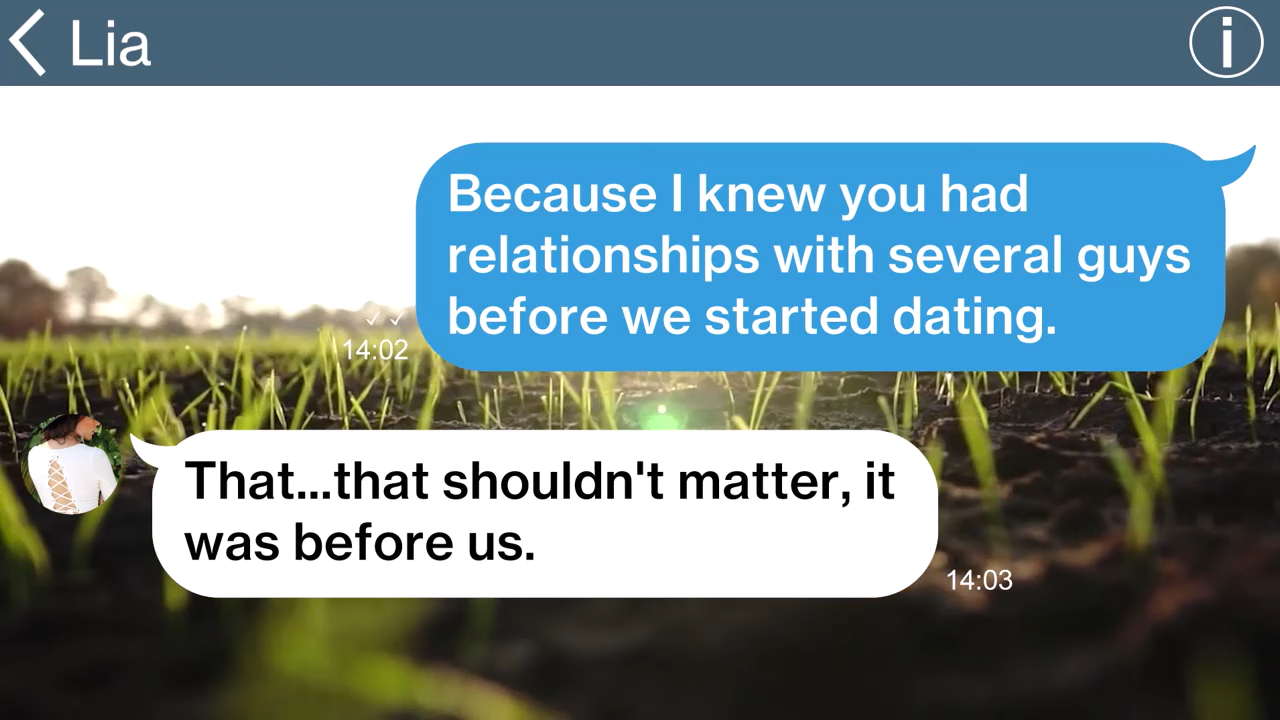 Lia
Because I knew you had
relationships with several guys
before we started dating.
14:02
That...that shouldn't matter, it
was before us.
14:03